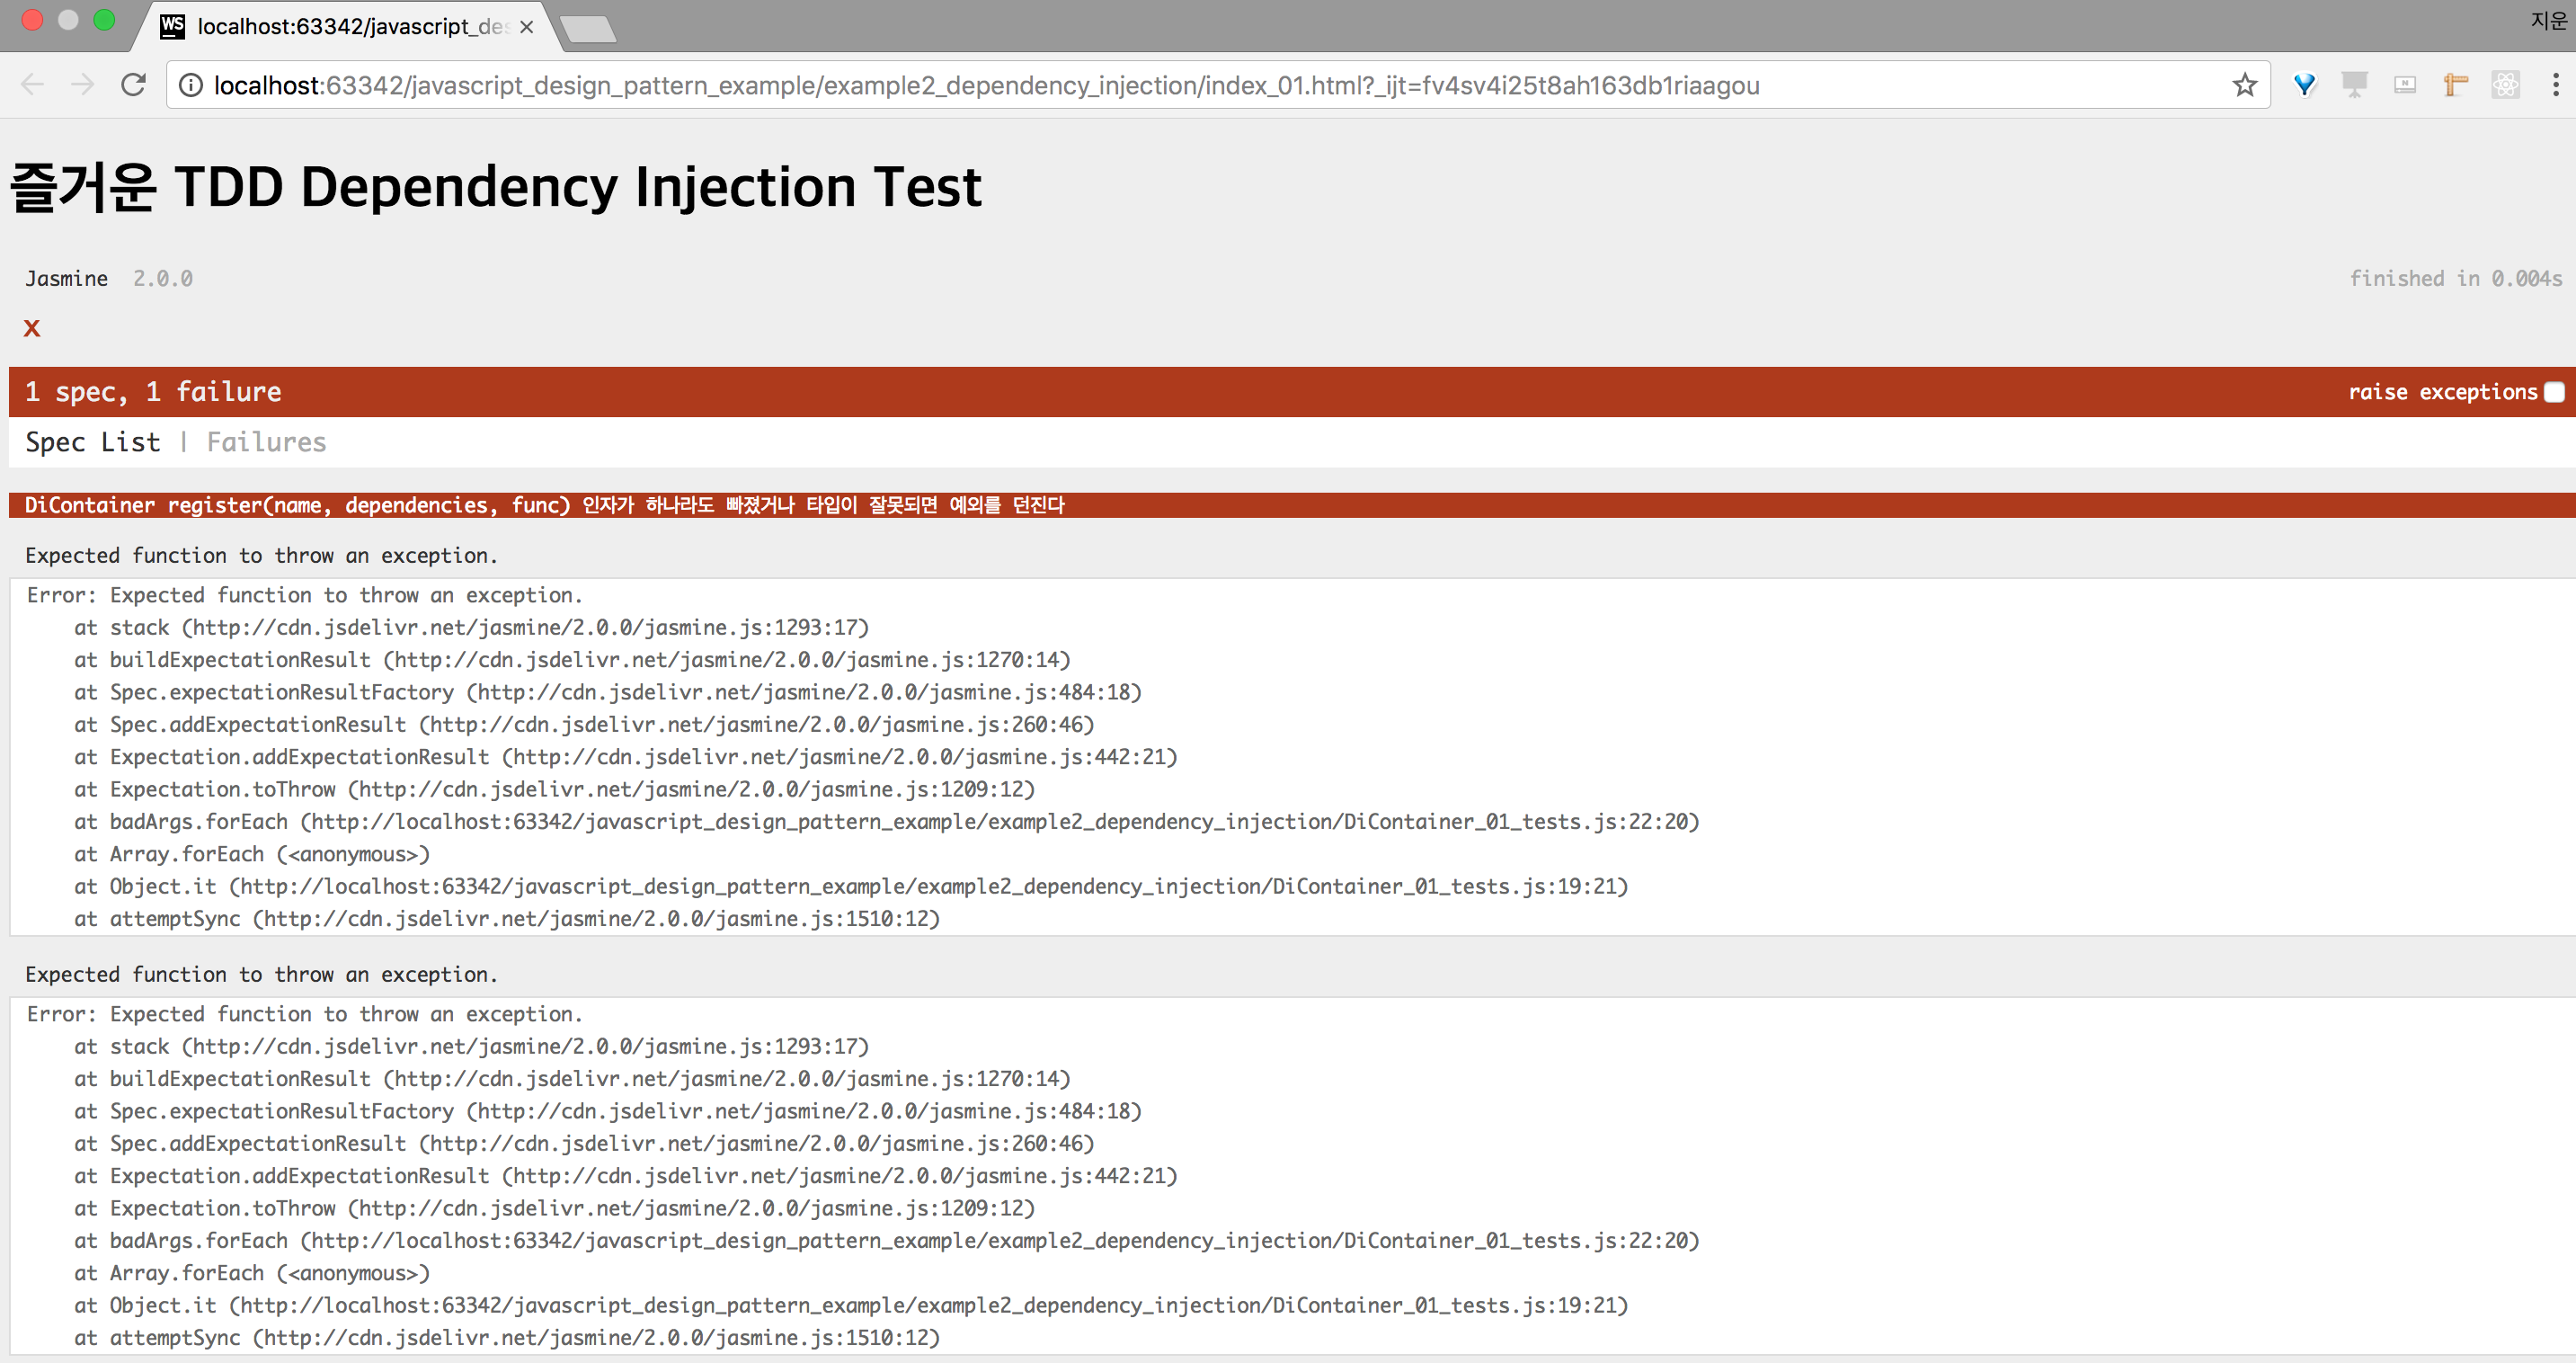 지운
WS localhost:63342/javascript_des
localhost:63342/javascript_design_pattern_example/example2_dependency_injection/index_01.html?_ijt=fv4sv4i25t8ah163db1riaagou
즐거운 TDD Dependency Injection Test
Jasmine 2.0.0 finished in 0.004s
x
1 spec, 1 failure raise exceptions
Spec List | Failures
DiContainer register(name, dependencies, func) 인자가 하나라도 빠졌거나 타입이 잘못되면 예외를 던진다
Expected function to throw an exception.
Error: Expected function to throw an exception.
at stack (http://cdn.jsdelivr.net/jasmine/2.0.0/jasmine.js:1293:17)
at buildExpectationResult (http://cdn.jsdelivr.net/jasmine/2.0.0/jasmine.js:1270:14)
at Spec.expectationResultFactory (http://cdn.jsdelivr.net/jasmine/2.0.0/jasmine.js:484:18)
at Spec.addExpectationResult (http://cdn.jsdelivr.net/jasmine/2.0.0/jasmine.js:260:46)
at Expectation.addExpectationResult (http://cdn.jsdelivr.net/jasmine/2.0.0/jasmine.js:442:21)
at Expectation.toThrow (http://cdn.jsdelivr.net/jasmine/2.0.0/jasmine.js:1209:12)
at badArgs.forEach (http://localhost:63342/javascript_design_pattern_example/example2_dependency_injection/DiContainer_01_tests.js:22:20)
at Array.forEach (<anonymous>)
at Object.it (http://localhost:63342/javascript_design_pattern_example/example2_dependency_injection/DiContainer_01_tests.js:19:21)
at attemptSync (http://cdn.jsdelivr.net/jasmine/2.0.0/jasmine.js:1510:12)
Expected function to throw an exception.
Error: Expected function to throw an exception.
at stack (http://cdn.jsdelivr.net/jasmine/2.0.0/jasmine.js:1293:17)
at buildExpectationResult (http://cdn.jsdelivr.net/jasmine/2.0.0/jasmine.js:1270:14)
at Spec.expectationResultFactory (http://cdn.jsdelivr.net/jasmine/2.0.0/jasmine.js:484:18)
at Spec.addExpectationResult (http://cdn.jsdelivr.net/jasmine/2.0.0/jasmine.js:260:46)
at Expectation.addExpectationResult (http://cdn.jsdelivr.net/jasmine/2.0.0/jasmine.js:442:21)
at Expectation.toThrow (http://cdn.jsdelivr.net/jasmine/2.0.0/jasmine.js:1209:12)
at badArgs.forEach (http://localhost:63342/javascript_design_pattern_example/example2_dependency_injection/DiContainer_01_tests.js:22:20)
at Array.forEach (<anonymous>)
at Object.it (http://localhost:63342/javascript_design_pattern_example/example2_dependency_injection/DiContainer_01_tests.js:19:21)
at attemptSync (http://cdn.jsdelivr.net/jasmine/2.0.0/jasmine.js:1510:12)